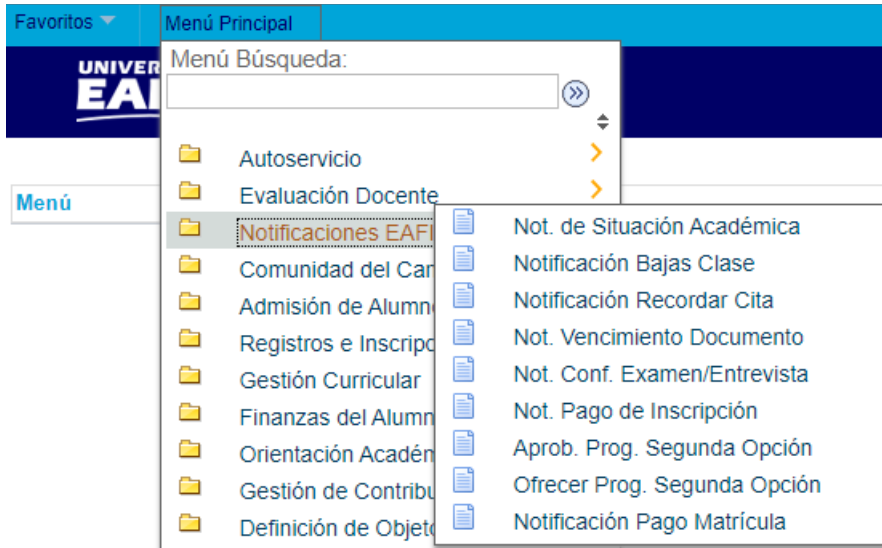 Favoritos
Menú Principal
UNIVER
EAI
Menú Búsqueda:
Menú
Autoservicio
Evaluación Docente
Notificaciones EAFI
Comunidad del Car
Admisión de Alumn
Registros e Inscripc
Gestión Curricular
Finanzas del Alumn
Orientación Académ
Gestión de Contribu
Definición de Objeto
Not. de Situación Académica
Notificación Bajas Clase
Notificación Recordar Cita
Not. Vencimiento Documento
Not. Conf. Examen/Entrevista
Not. Pago de Inscripción
Aprob. Prog. Segunda Opción
Ofrecer Prog. Segunda Opción
Notificación Pago Matrícula